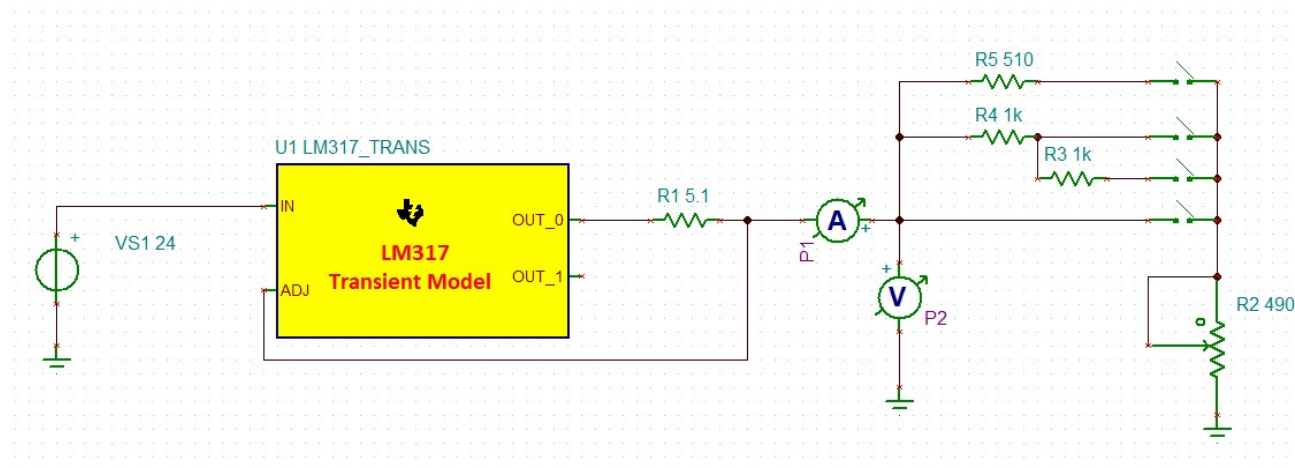 R5 510
R4 1k
R3 1k
U1 LM317_TRANS
IN
OUT_0
R1 5.1
A
+
P1
VS1 24
+
LM317
Transient Model
OUT_1
ADJ
+
V
P2
R2 490